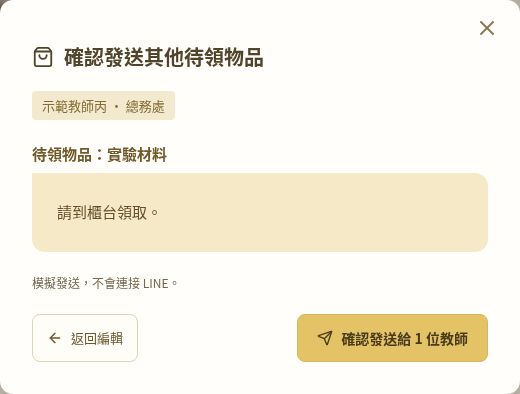 確認發送其他待領物品
示範教師丙・總務處
待領物品：實驗材料
請到櫃台領取。
模擬發送，不會連接 LINE。
返回編輯
確認發送給 1 位教師